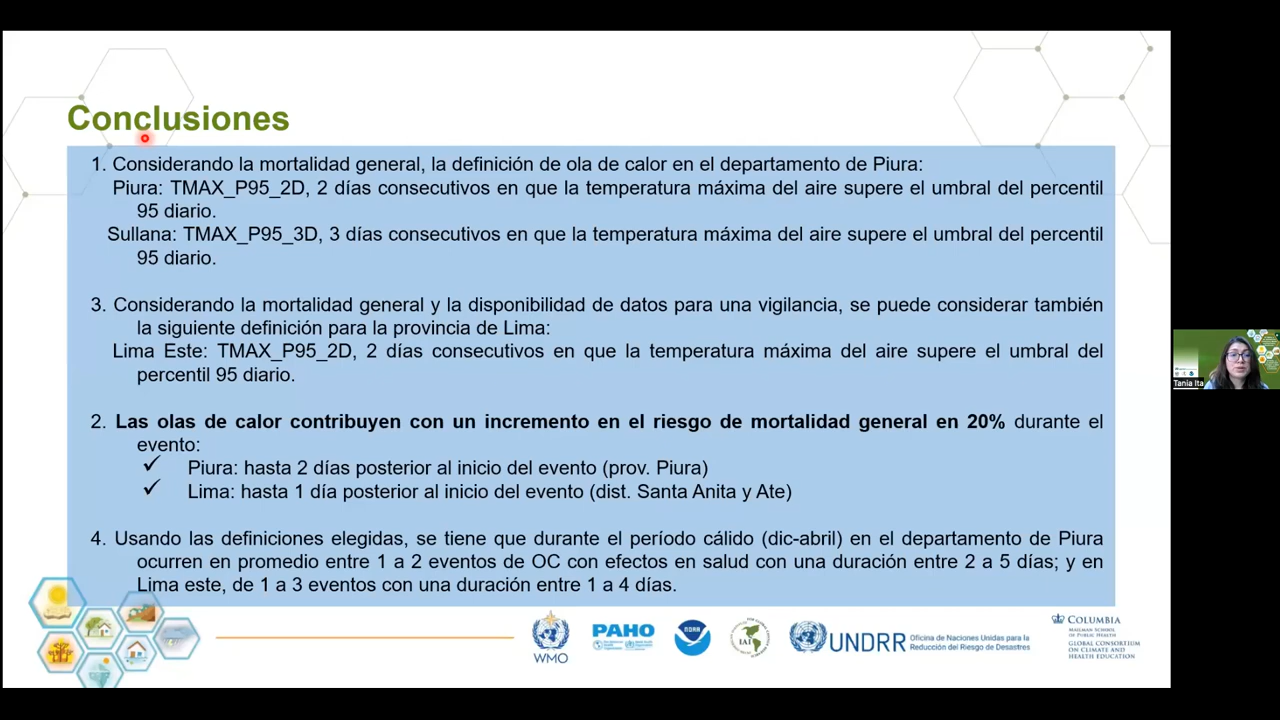 Conclusiones
1. Considerando la mortalidad general, la definición de ola de calor en el departamento de Piura:
Piura: TMAX_P95_2D, 2 días consecutivos en que la temperatura máxima del aire supere el umbral del percentil
95 diario.
Sullana: TMAX_P95_3D, 3 días consecutivos en que la temperatura máxima del aire supere el umbral del percentil
95 diario.
3. Considerando la mortalidad general y la disponibilidad de datos para una vigilancia, se puede considerar también
la siguiente definición para la provincia de Lima:
Lima Este: TMAX_P95_2D, 2 días consecutivos en que la temperatura máxima del aire supere el umbral del
percentil 95 diario.
2. Las olas de calor contribuyen con un incremento en el riesgo de mortalidad general en 20% durante el
evento:
✓ Piura: hasta 2 días posterior al inicio del evento (prov. Piura)
✓ Lima: hasta 1 día posterior al inicio del evento (dist. Santa Anita y Ate)
4. Usando las definiciones elegidas, se tiene que durante el período cálido (dic-abril) en el departamento de Piura
ocurren en promedio entre 1 a 2 eventos de OC con efectos en salud con una duración entre 2 a 5 días; y en
Lima este, de 1 a 3 eventos con una duración entre 1 a 4 días.
WMO
PAHO
NOAA
IAI
UNDRR
Oficina de Naciones Unidas para la
Reducción del Riesgo de Desastres
COLUMBIA
MAILMAN SCHOOL
OF PUBLIC HEALTH
GLOBAL CONSORTIUM
ON CLIMATE AND
HEALTH EDUCATION
Tania Ita